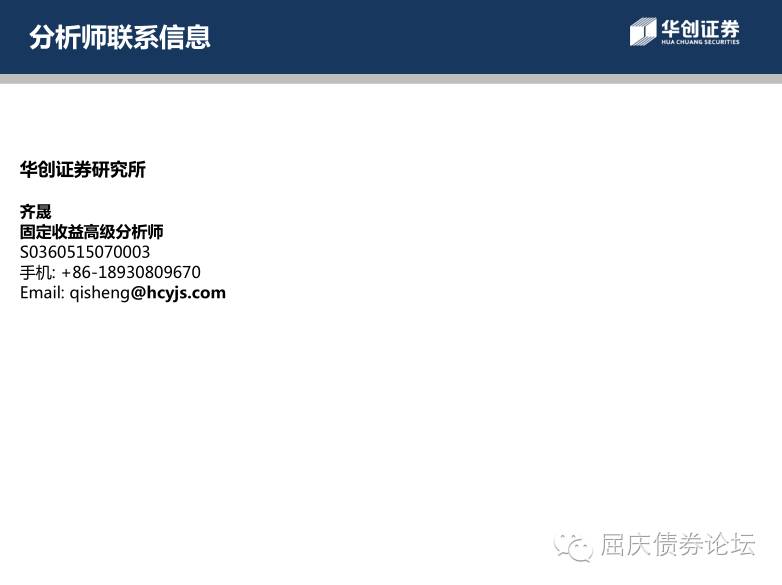 分析师联系信息
华创证券
HUA CHUANG SECURITIES
华创证券研究所
齐晟
固定收益高级分析师
S0360515070003
手机: +86-18930809670
Email: qisheng@hcyjs.com
屈庆债券论坛